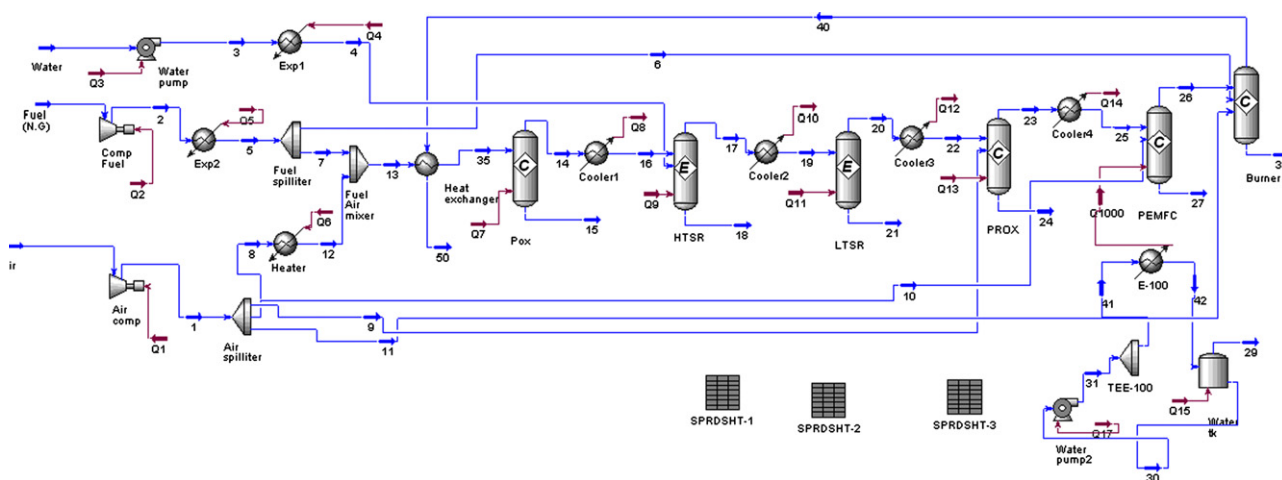 40
Water
3
Q4
4
Exp1
Q3
Water
pump
6
Fuel
(N.G)
2
Q5
5
7
Comp
Fuel
Exp2
Q2
Fuel
spilliter
Fuel
Air
mixer
13
Heat
exchanger
35
Q7
14
Q8
Cooler1
16
Pox
15
50
Q9
17
HTSR
18
Q10
Cooler2
19
Q11
20
LTSR
21
Q12
Cooler3
22
Q13
23
PROX
24
Q14
Cooler4
25
26
PEMFC
27
Q1000
3
Burner
8
Q6
Heater
12
ir
Air
comp
Q1
1
Air
spilliter
9
11
10
41
E-100
42
29
31
TEE-100
Q15
Water
tk
Q17
Water
pump2
30
SPRDSHT-1
SPRDSHT-2
SPRDSHT-3